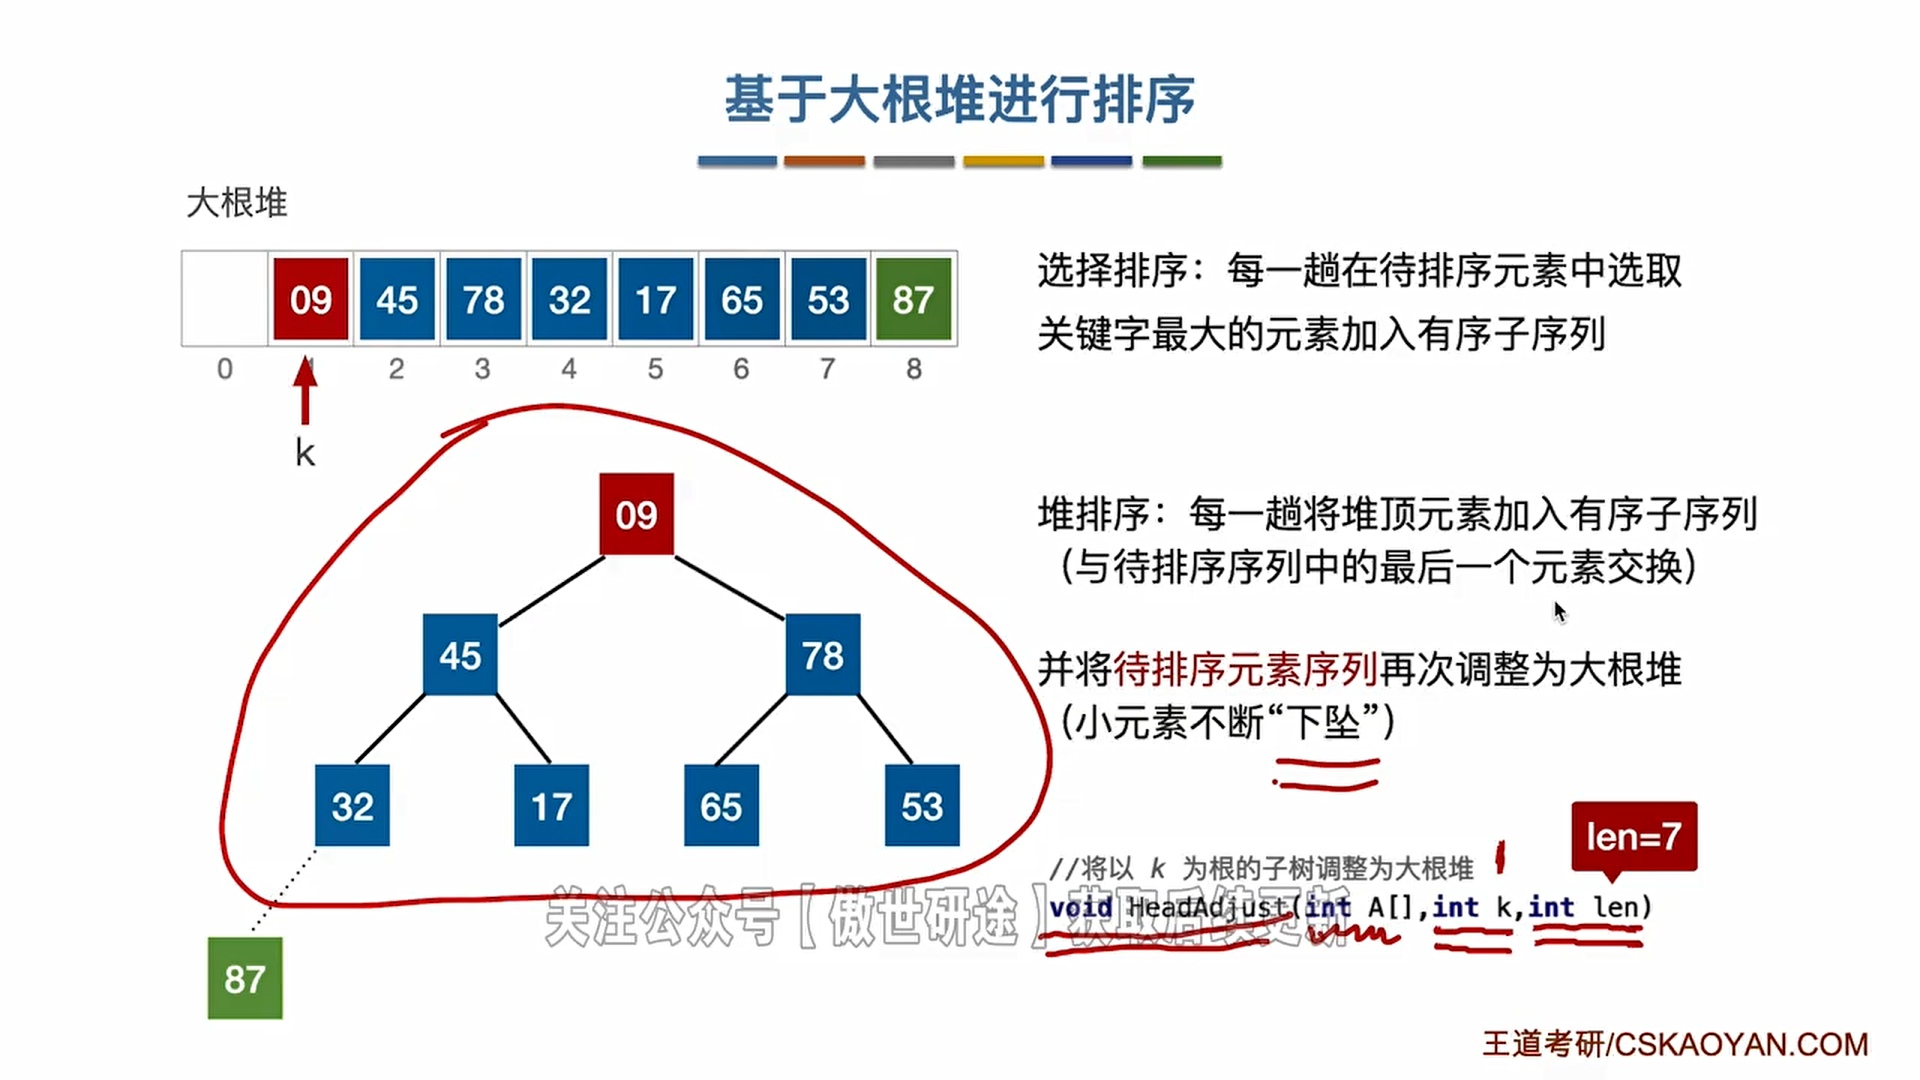 基于大根堆进行排序
大根堆
09 45 78 32 17 65 53 87
0 1 2 3 4 5 6 7 8
k
选择排序：每一趟在待排序元素中选取
关键字最大的元素加入有序子序列
09
45 78
32 17 65 53
87
堆排序：每一趟将堆顶元素加入有序子序列
（与待排序序列中的最后一个元素交换）
并将待排序元素序列再次调整为大根堆
（小元素不断“下坠”）
len=7
//将以 k 为根的子树调整为大根堆
1
void HeadAdjust(int A[],int k,int len)
关注公众号【傲世研途】获取后续更新
王道考研/CSKAOYAN.COM